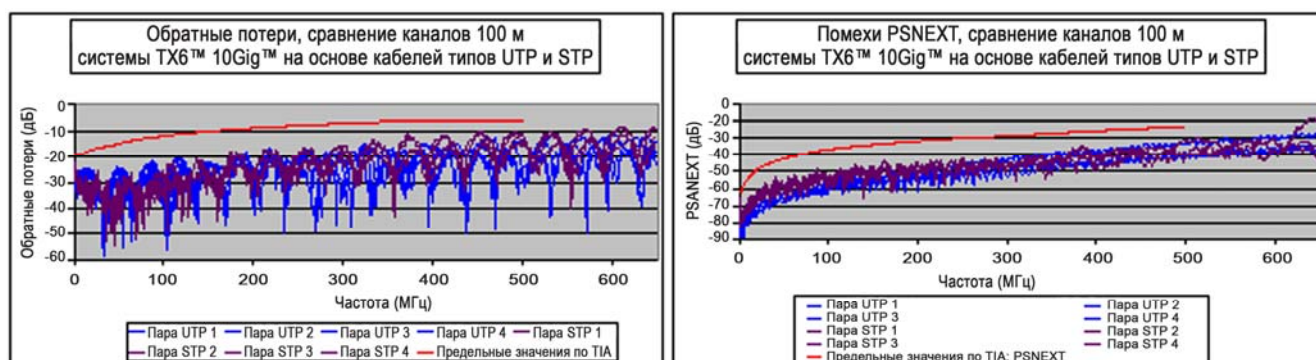 Обратные потери, сравнение каналов 100 м
системы TX6™ 10Gig™ на основе кабелей типов UTP и STP
Обратные потери (дБ)
0
-10
-20
-30
-40
-50
-60
0 100 200 300 400 500 600
Частота (МГц)
Пара UTP 1 Пара UTP 2 Пара UTP 3 Пара UTP 4 Пара STP 1
Пара STP 2 Пара STP 3 Пара STP 4 Предельные значения по TIA
Помехи PSNEXT, сравнение каналов 100 м
системы TX6™ 10Gig™ на основе кабелей типов UTP и STP
PSANEXT (дБ)
0
-20
-30
-40
-50
-60
-70
-80
-90
0 100 200 300 400 500 600
Частота (МГц)
Пара UTP 1 Пара UTP 2
Пара UTP 3 Пара UTP 4
Пара STP 1 Пара STP 2
Пара STP 3 Пара STP 4
Предельные значения по TIA: PSNEXT